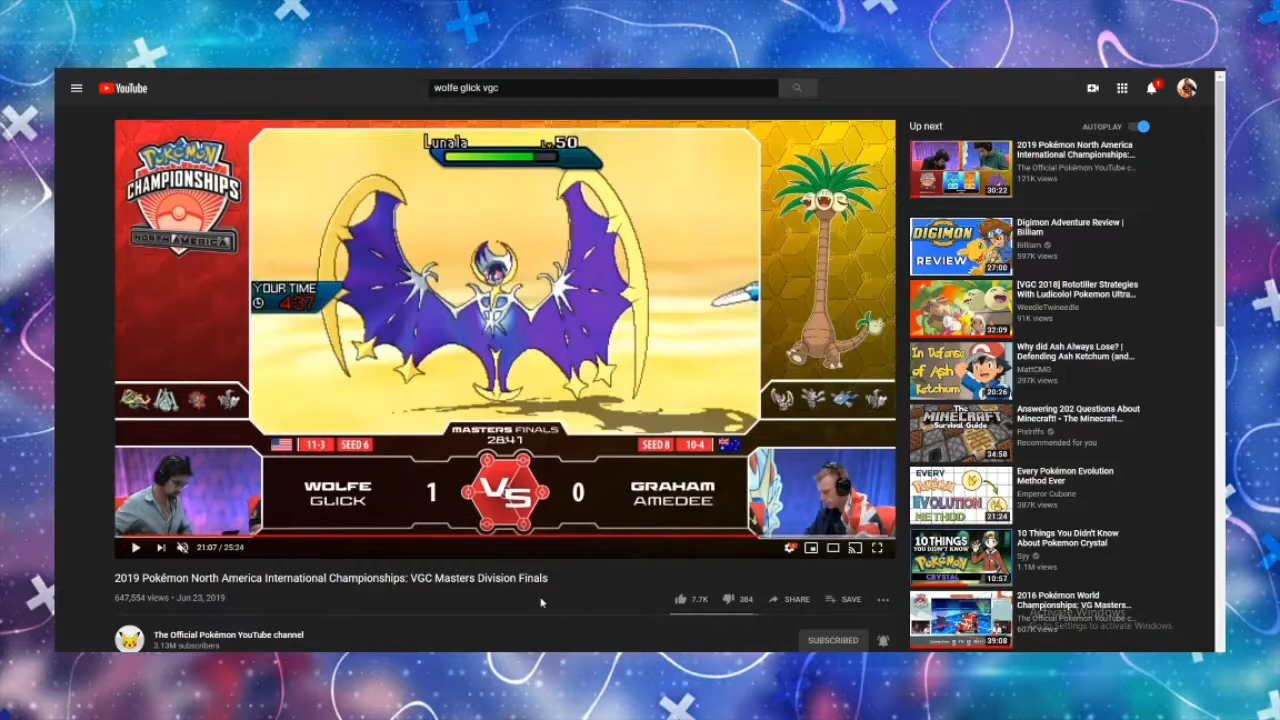 YouTube
wolfe glick vgc
1
Pokémon
CHAMPIONSHIPS
NORTH AMERICA
Lunala
Lv.50
YOUR TIME
4:37
MASTERS FINALS
28:41
11-3
SEED 6
SEED 8
10-4
WOLFE
GLICK
1
VS
0
GRAHAM
AMEDEE
21:07 / 25:24
2019 Pokémon North America International Championships: VGC Masters Division Finals
647,554 views • Jun 23, 2019
7.7K
384
SHARE
SAVE
The Official Pokémon YouTube channel
3.13M subscribers
SUBSCRIBED
Up next
AUTOPLAY
30:22
2019 Pokémon North America
International Championships:...
The Official Pokémon YouTube c...
121K views
DIGIMON
REVIEW
27:00
Digimon Adventure Review |
Billiam
Billiam
597K views
32:09
[VGC 2018] Rototiller Strategies
With Ludicolo! Pokemon Ultra...
WeedleTwineedle
91K views
In Defense
of Ash
Ketchum
20:26
Why did Ash Always Lose? |
Defending Ash Ketchum (and...
MattCMG
397K views
The
MINECRAFT
Survival Guide
34:58
Answering 202 Questions About
Minecraft! - The Minecraft...
Pixlriffs
Recommended for you
EVERY
Pokémon
EVOLUTION
METHOD
21:24
Every Pokemon Evolution
Method Ever
Emperor Cubone
387K views
10 THINGS
YOU DIDN'T KNOW
POKÉMON
CRYSTAL
10:57
10 Things You Didn't Know
About Pokemon Crystal
Syy
1.1M views
39:08
2016 Pokémon World
Championships: VG Masters...
The Official Pokémon YouTube c...
607K views
Activate Windows
Go to Settings to activate Windows.